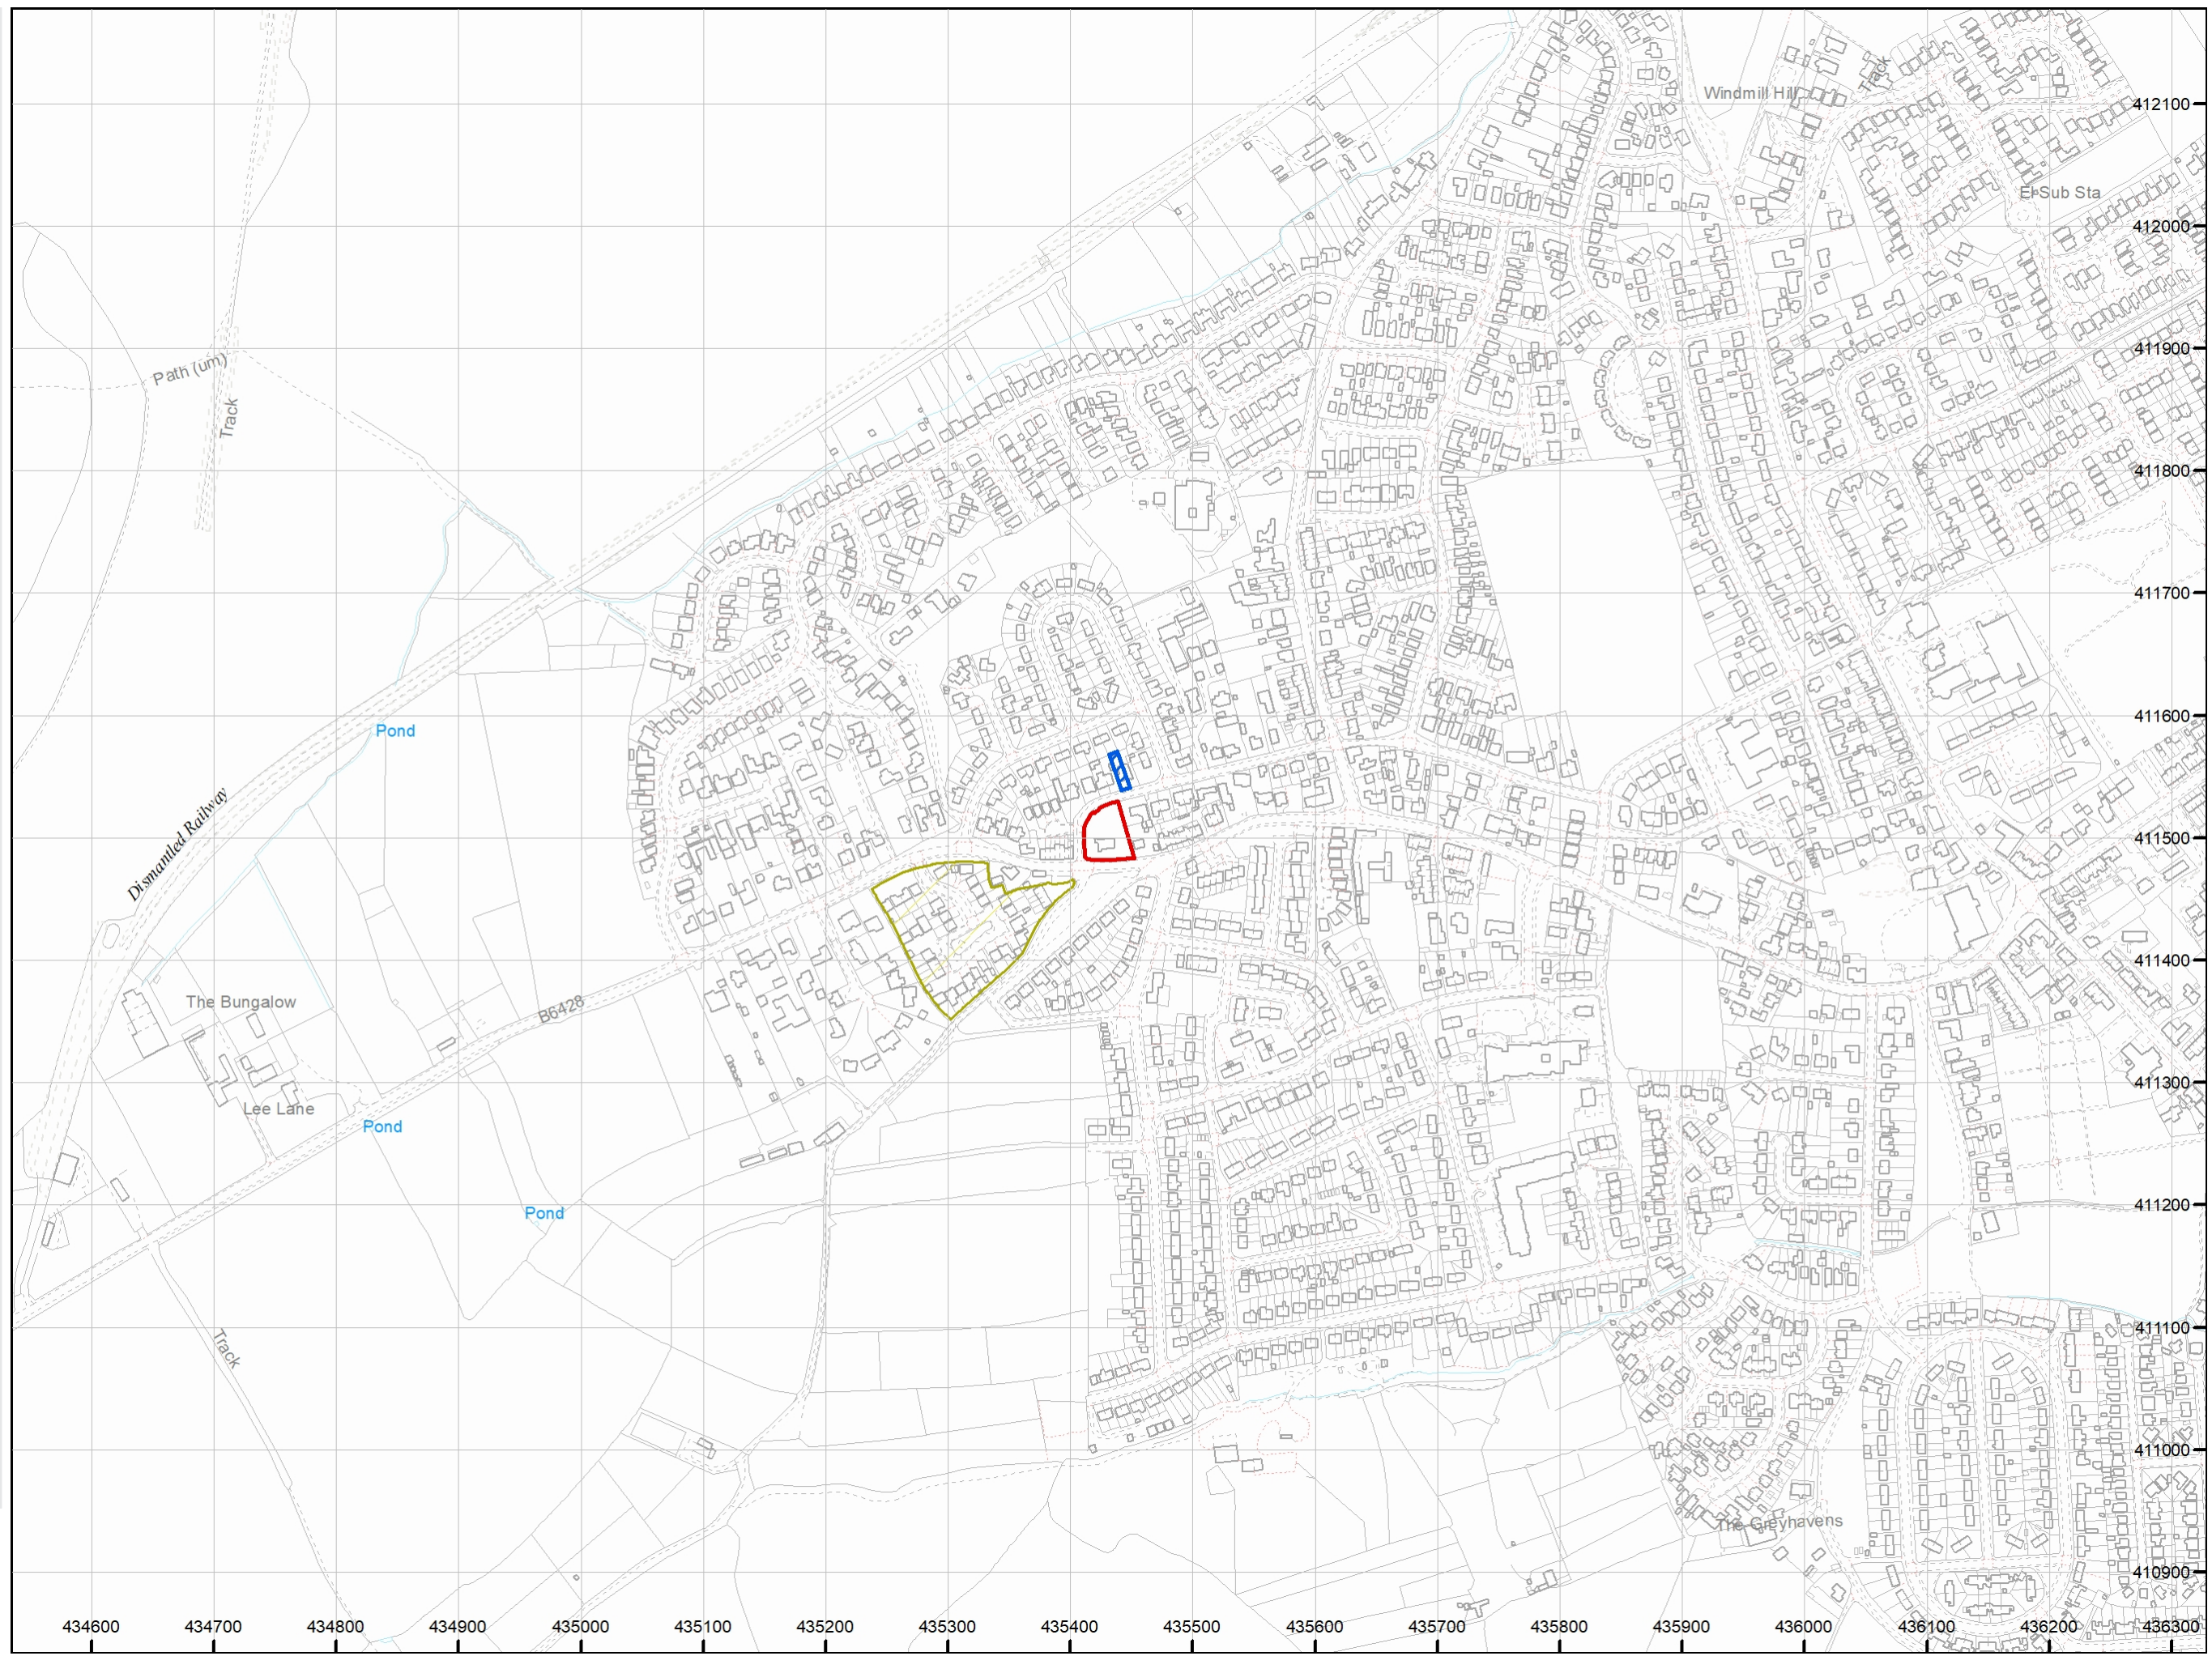 Windmill Hill
Track
412100
El Sub Sta
412000
411900
Path (um)
Track
411800
411700
411600
Pond
411500
Dismantled Railway
411400
The Bungalow
B6428
411300
Lee Lane
Pond
411200
Pond
411100
Track
411000
The Greyhavens
410900
434600 434700 434800 434900 435000 435100 435200 435300 435400 435500 435600 435700 435800 435900 436000 436100 436200 436300